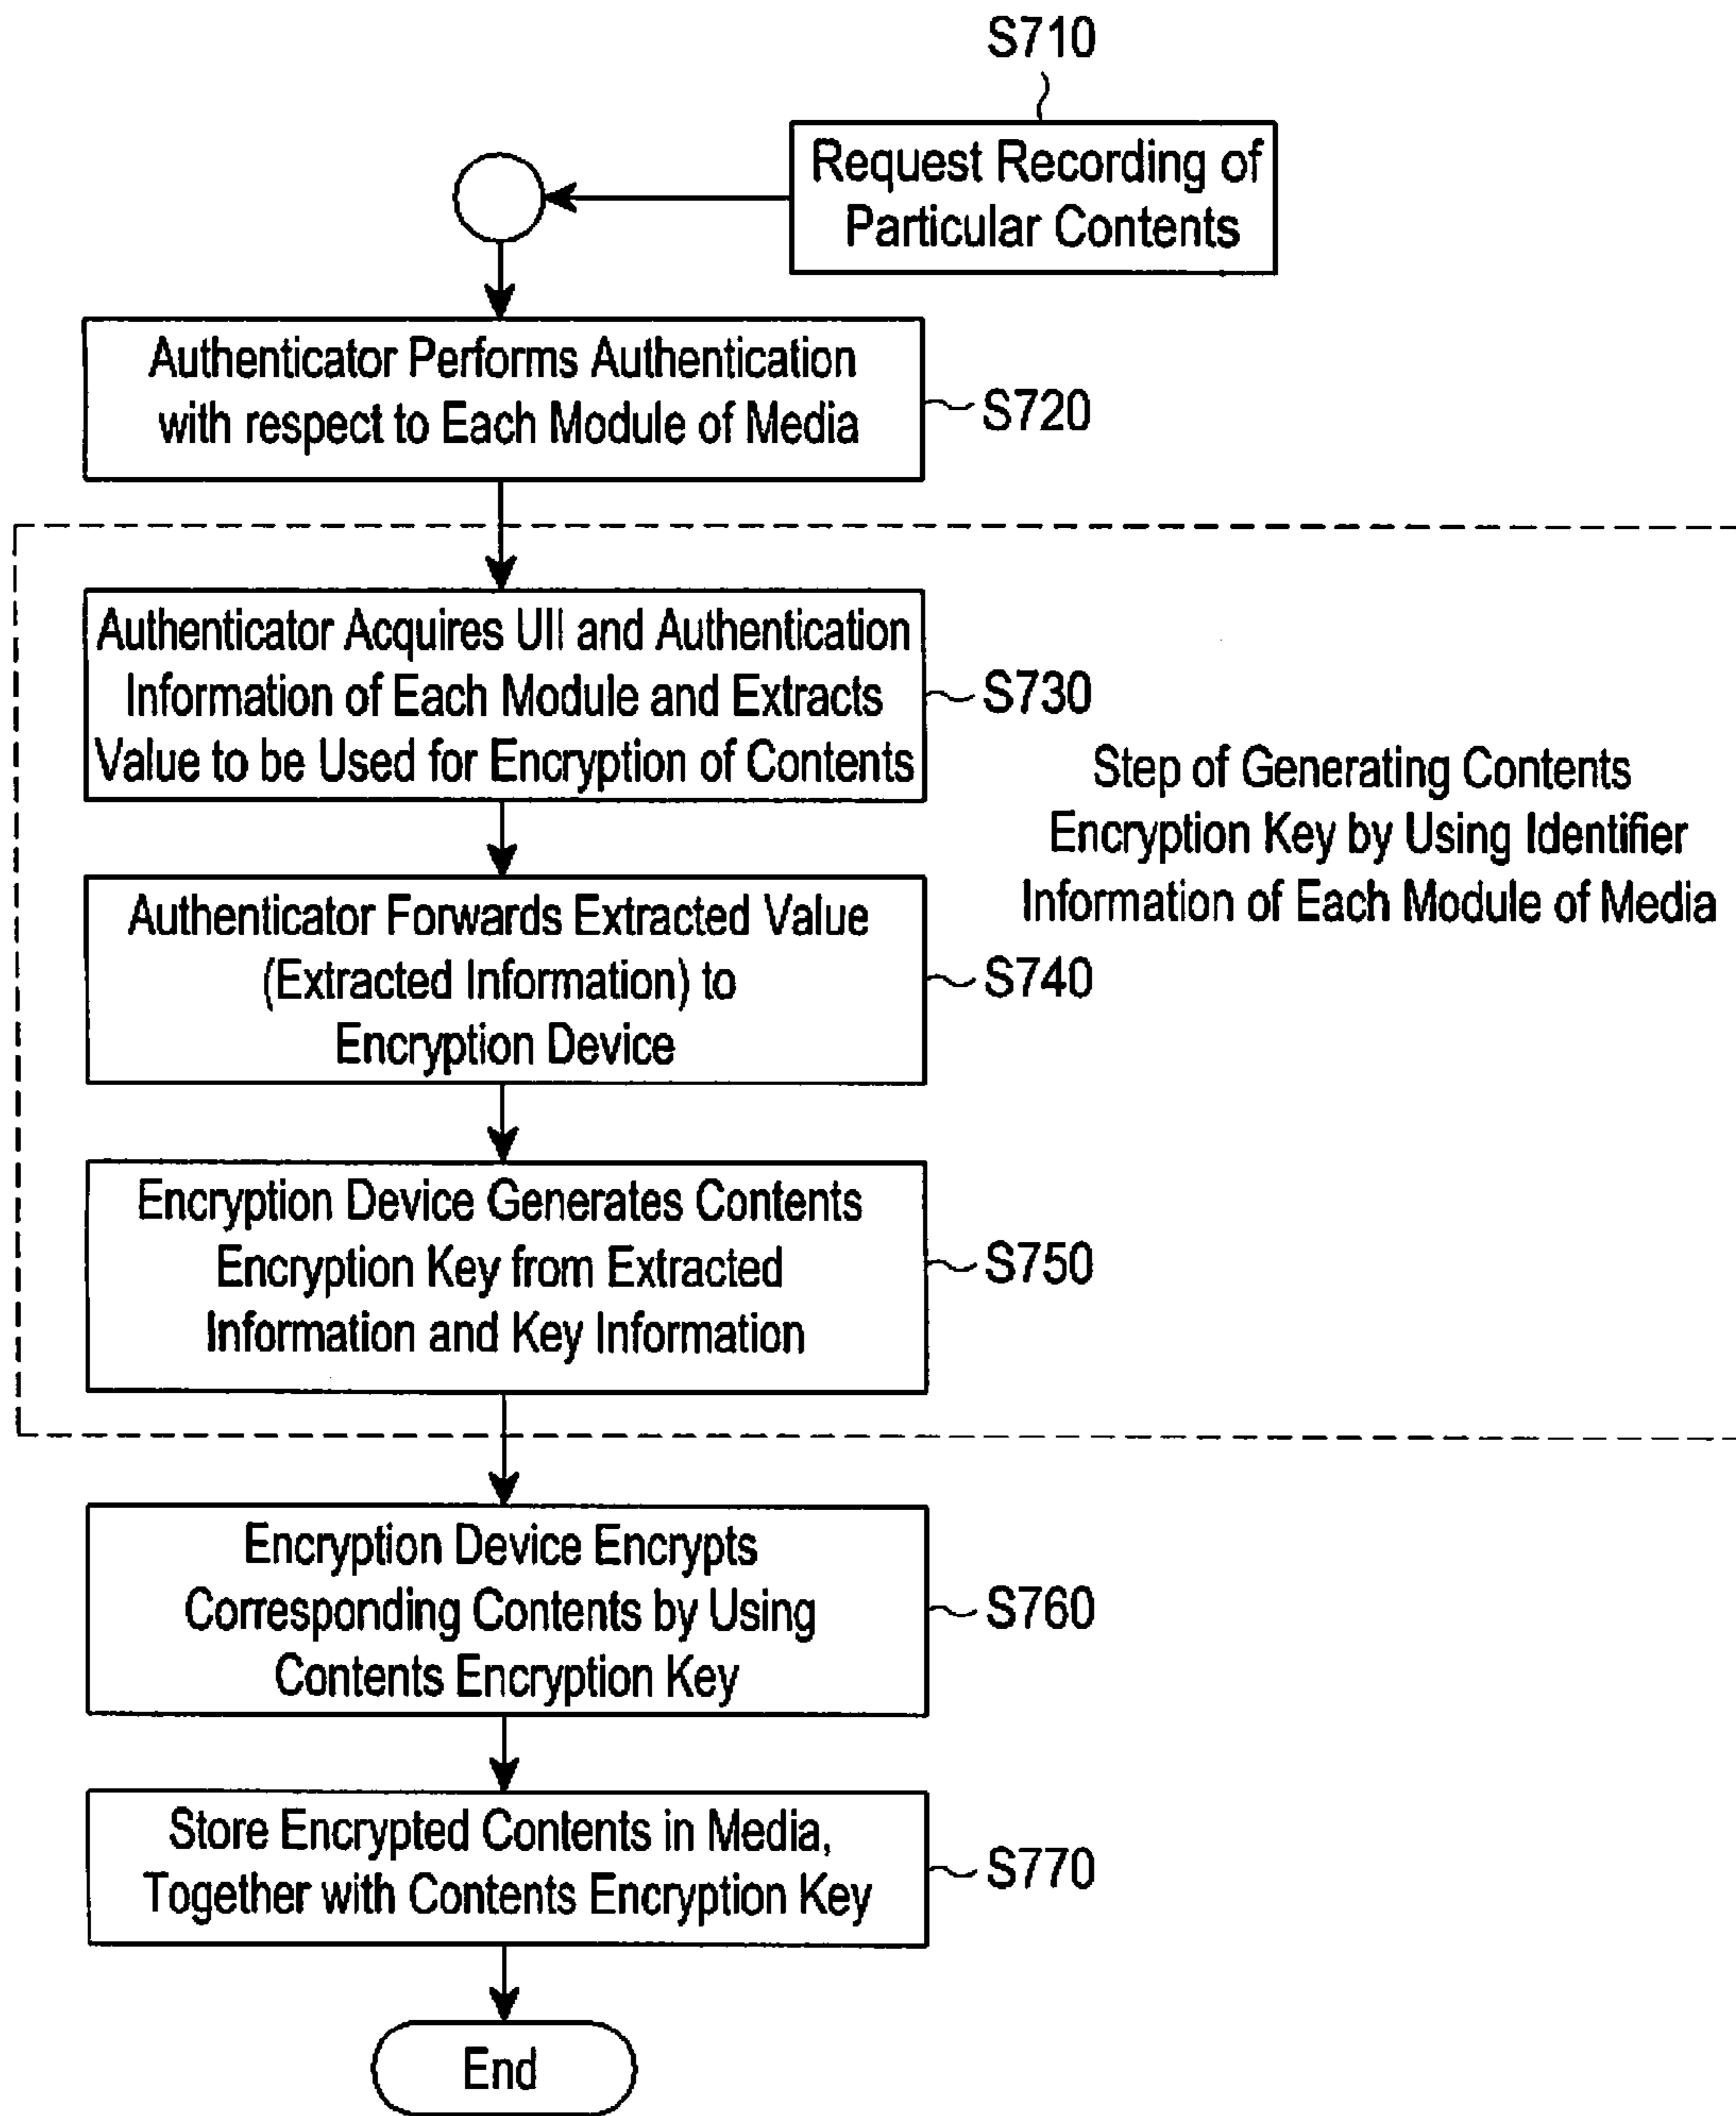 S710
Request Recording of
Particular Contents
Authenticator Performs Authentication
with respect to Each Module of Media
S720
Authenticator Acquires UII and Authentication
Information of Each Module and Extracts
Value to be Used for Encryption of Contents
S730
Step of Generating Contents
Encryption Key by Using Identifier
Information of Each Module of Media
Authenticator Forwards Extracted Value
(Extracted Information) to
Encryption Device
S740
Encryption Device Generates Contents
Encryption Key from Extracted
Information and Key Information
S750
Encryption Device Encrypts
Corresponding Contents by Using
Contents Encryption Key
S760
Store Encrypted Contents in Media,
Together with Contents Encryption Key
S770
End